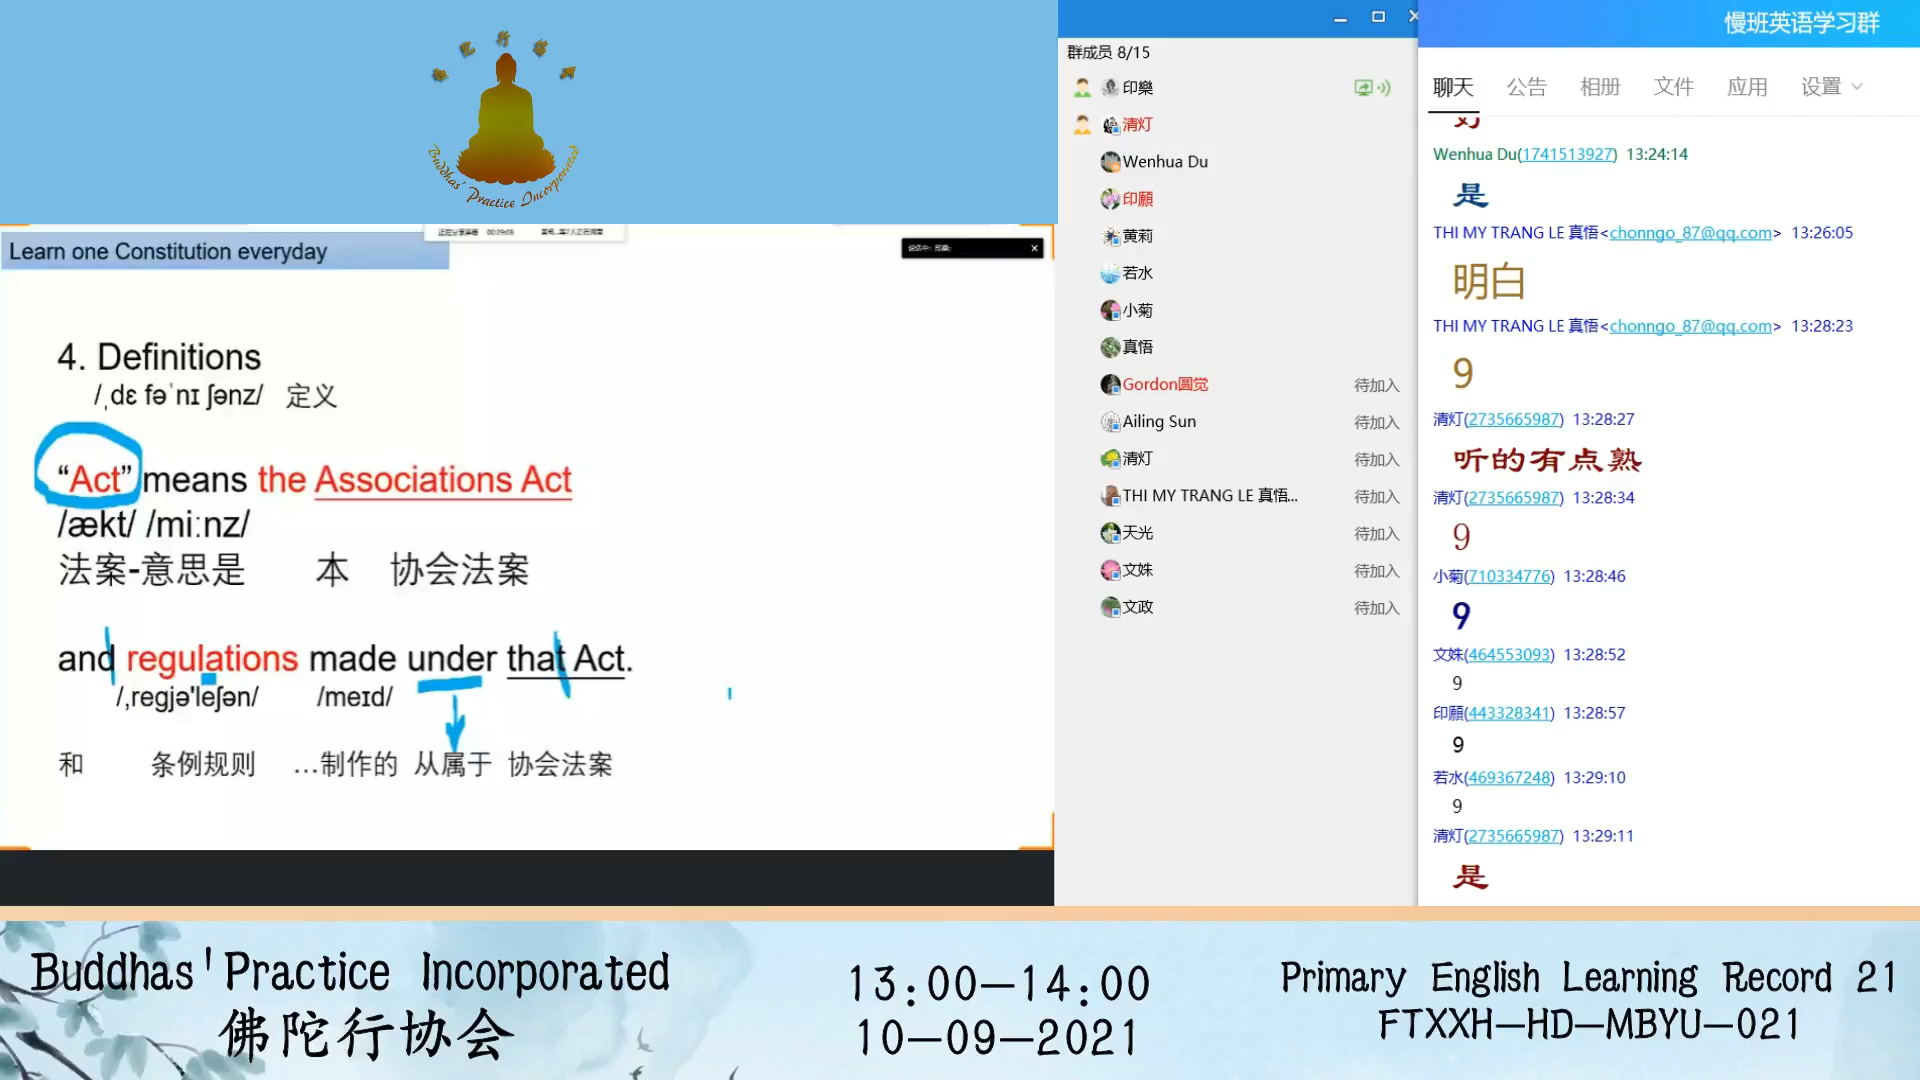 Buddhas' Practice Incorporated
Learn one Constitution everyday
4. Definitions
/ˌdɛ fəˈnɪ ʃənz/ 定义
“Act” means the Associations Act
/ækt/ /miːnz/
法案-意思是 本 协会法案
and regulations made under that Act.
/ˌregjə'leʃən/ /meɪd/
和 条例规则 …制作的 从属于 协会法案
群成员 8/15
印樂
清灯
Wenhua Du
印願
黄莉
若水
小菊
真悟
Gordon圆觉 待加入
Ailing Sun 待加入
清灯 待加入
THI MY TRANG LE 真悟... 待加入
天光 待加入
文姝 待加入
文政 待加入
慢班英语学习群
聊天 公告 相册 文件 应用 设置
好
Wenhua Du(1741513927) 13:24:14
是
THI MY TRANG LE 真悟<chonngo_87@qq.com> 13:26:05
明白
THI MY TRANG LE 真悟<chonngo_87@qq.com> 13:28:23
9
清灯(2735665987) 13:28:27
听的有点熟
清灯(2735665987) 13:28:34
9
小菊(710334776) 13:28:46
9
文姝(464553093) 13:28:52
9
印願(443328341) 13:28:57
9
若水(469367248) 13:29:10
9
清灯(2735665987) 13:29:11
是
Buddhas'Practice Incorporated
佛陀行协会
13:00—14:00
10—09—2021
Primary English Learning Record 21
FTXXH—HD—MBYU—021